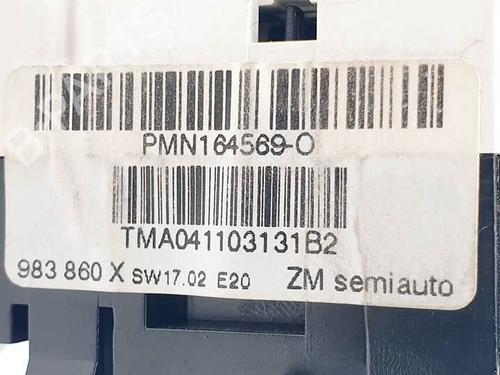 PMN164569-O
TMA041103131B2
983 860 X SW17.02 E20 ZM semiauto